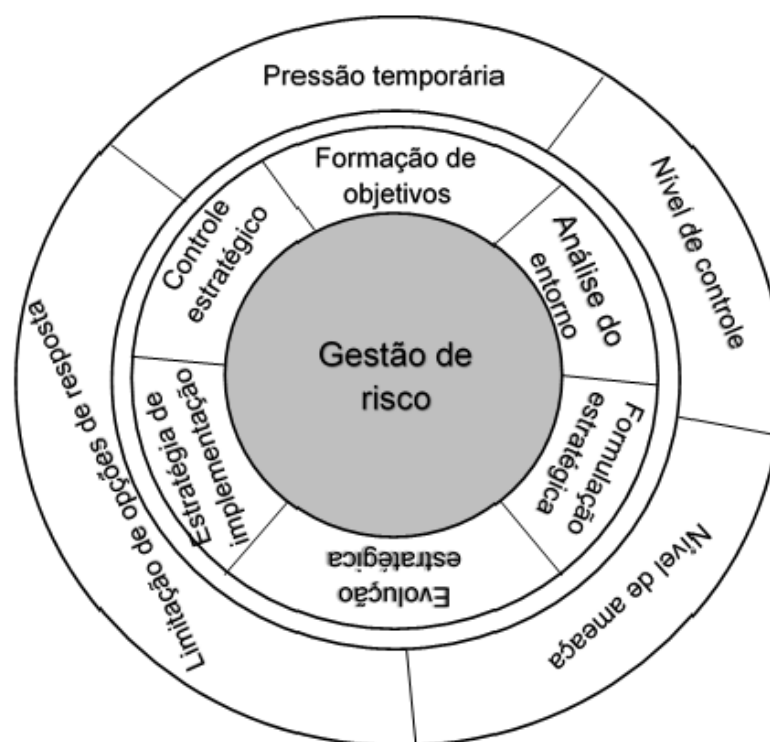 Pressão temporária
Nível de controle
Nível de ameaça
Limitação de opções de resposta
Formação de
objetivos
Análise do
entorno
Formulação
estratégica
Evolução
estratégica
Estratégia de
implementação
Controle
estratégico
Gestão de
risco